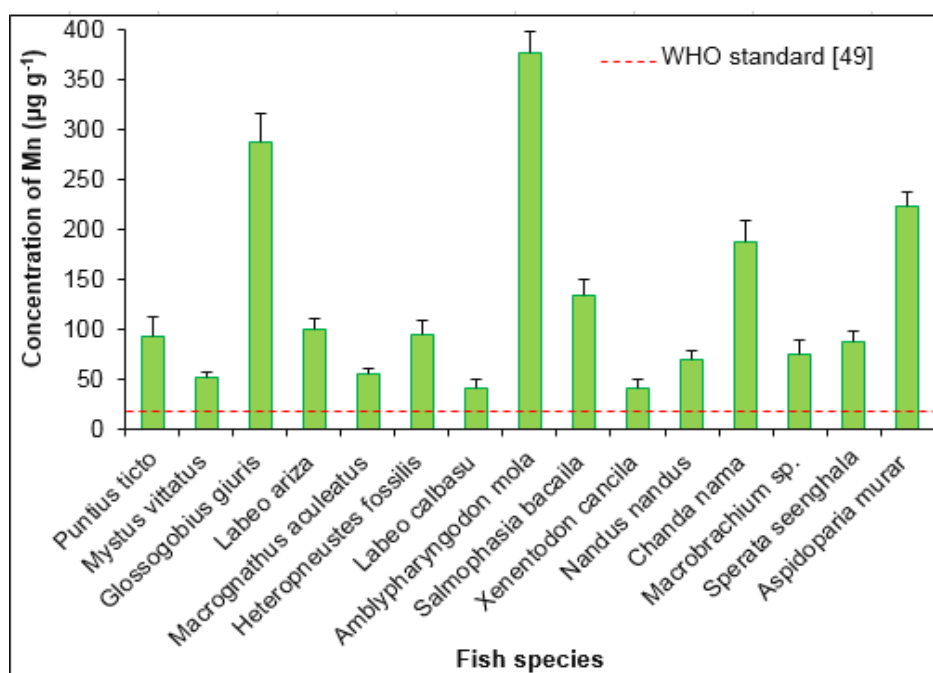 Concentration of Mn (µg g-1)
400
350
300
250
200
150
100
50
0
WHO standard [49]
Puntius ticto
Mystus vittatus
Glossogobius giuris
Labeo ariza
Macrognathus aculeatus
Heteropneustes fossilis
Labeo calbasu
Amblypharyngodon mola
Salmophasia bacaila
Xenentodon cancila
Nandus nandus
Chanda nama
Macrobrachium sp.
Sperata seenghala
Aspidoparia murar
Fish species